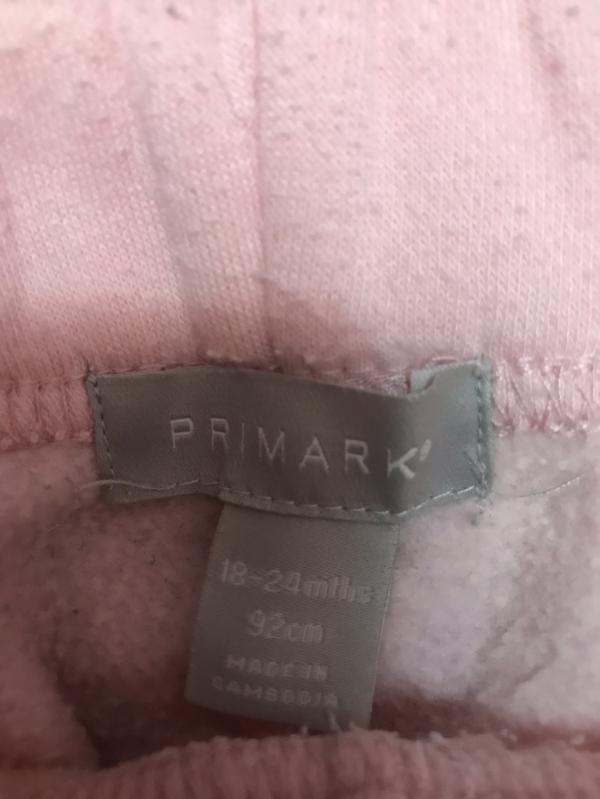 PRIMARK'
18-24mths
92cm
MADE IN
CAMBODIA